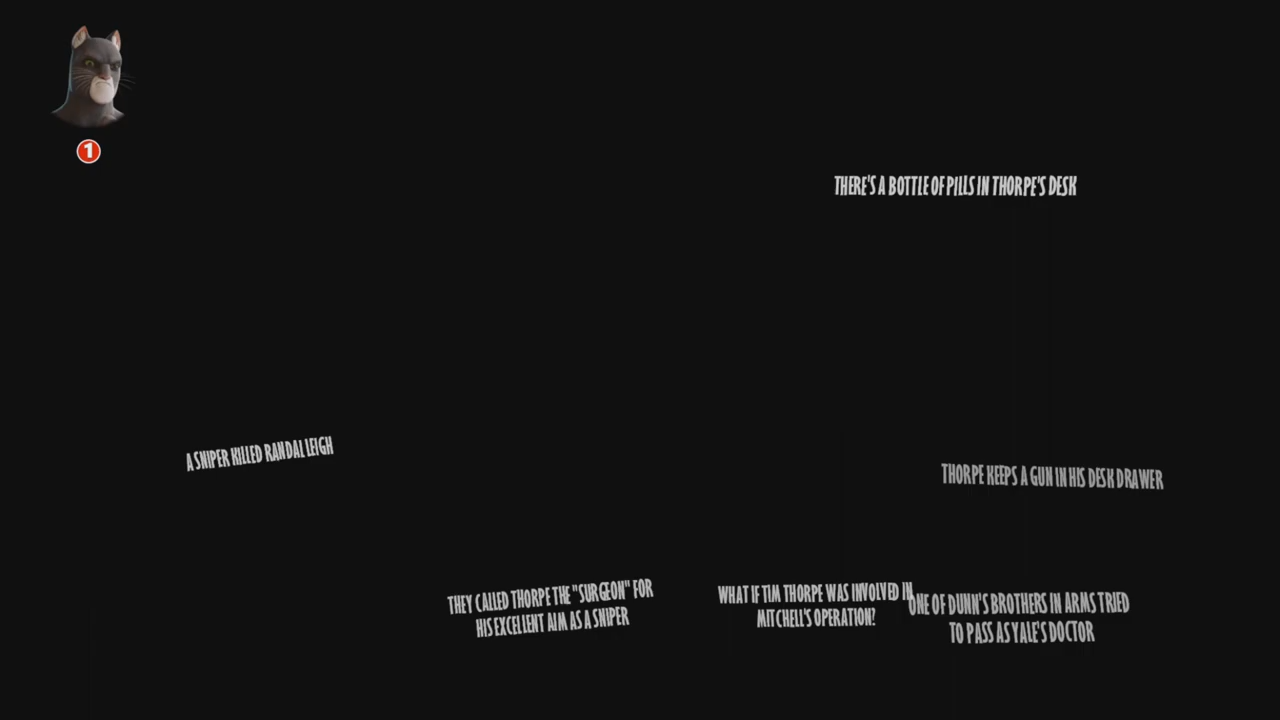 1
THERE'S A BOTTLE OF PILLS IN THORPE'S DESK
A SNIPER KILLED RANDAL LEIGH
THORPE KEEPS A GUN IN HIS DESK DRAWER
THEY CALLED THORPE THE "SURGEON" FOR
HIS EXCELLENT AIM AS A SNIPER
WHAT IF TIM THORPE WAS INVOLVED IN
MITCHELL'S OPERATION?
ONE OF DUNN'S BROTHERS IN ARMS TRIED
TO PASS AS YALE'S DOCTOR